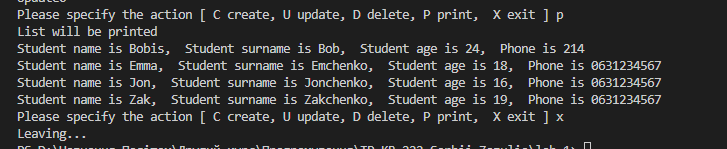 Please specify the action [ C create, U update, D delete, P print,  X exit ] p
List will be printed
Student name is Bobis,  Student surname is Bob,  Student age is 24,  Phone is 214
Student name is Emma,  Student surname is Emchenko,  Student age is 18,  Phone is 0631234567
Student name is Jon,  Student surname is Jonchenko,  Student age is 16,  Phone is 0631234567
Student name is Zak,  Student surname is Zakchenko,  Student age is 19,  Phone is 0631234567
Please specify the action [ C create, U update, D delete, P print,  X exit ] x
Leaving...